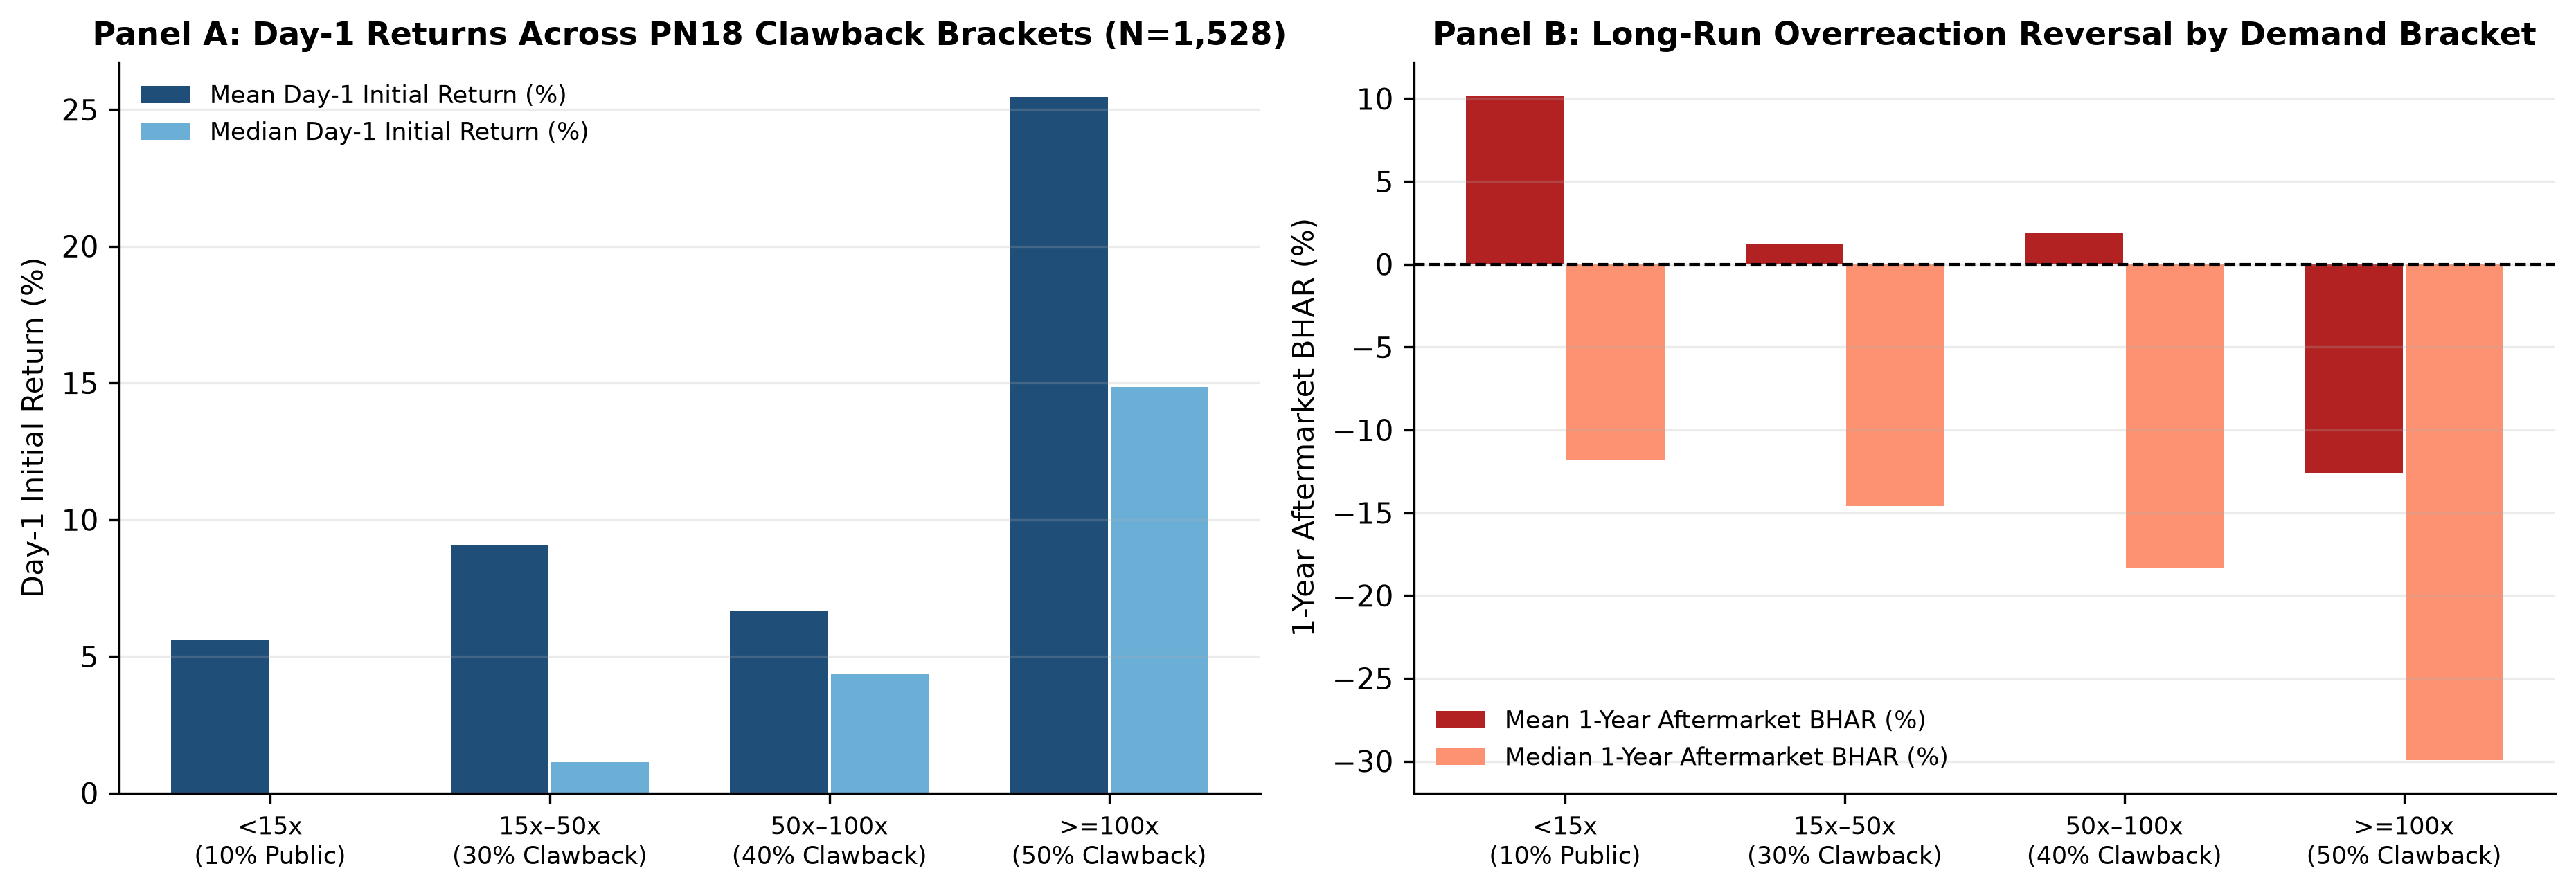 Panel A: Day-1 Returns Across PN18 Clawback Brackets (N=1,528)
Mean Day-1 Initial Return (%)
Median Day-1 Initial Return (%)
Day-1 Initial Return (%)
25
20
15
10
5
0
<15x
(10% Public)
15x–50x
(30% Clawback)
50x–100x
(40% Clawback)
>=100x
(50% Clawback)
Panel B: Long-Run Overreaction Reversal by Demand Bracket
1-Year Aftermarket BHAR (%)
10
5
0
−5
−10
−15
−20
−25
−30
Mean 1-Year Aftermarket BHAR (%)
Median 1-Year Aftermarket BHAR (%)
<15x
(10% Public)
15x–50x
(30% Clawback)
50x–100x
(40% Clawback)
>=100x
(50% Clawback)